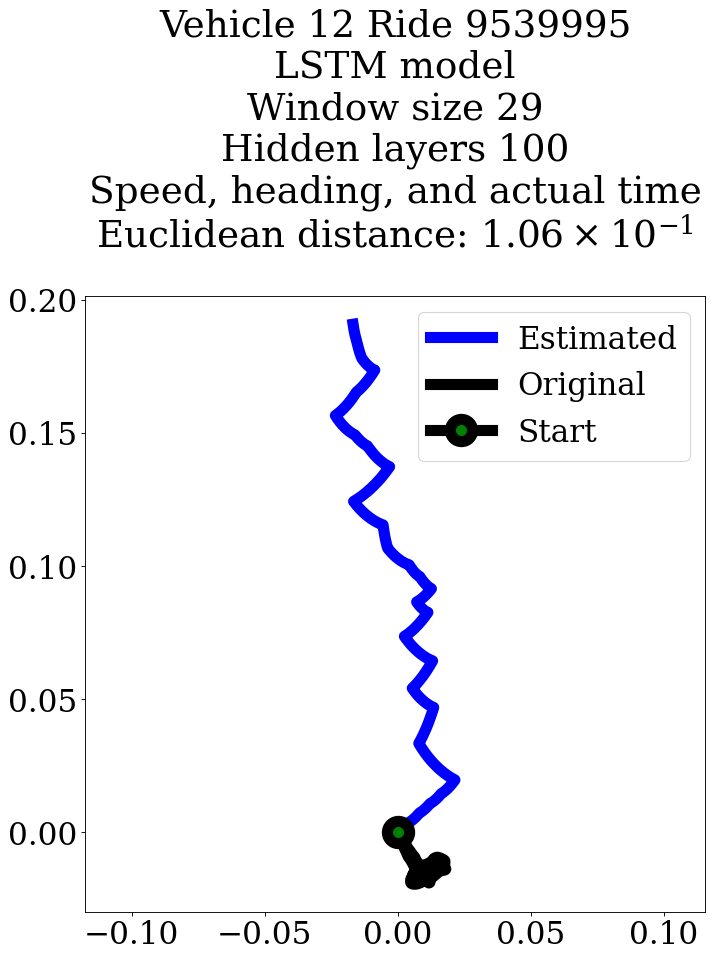 Vehicle 12 Ride 9539995
LSTM model
Window size 29
Hidden layers 100
Speed, heading, and actual time
Euclidean distance: 1.06 × 10⁻¹
0.20
0.15
0.10
0.05
0.00
Estimated
Original
Start
−0.10 −0.05 0.00 0.05 0.10